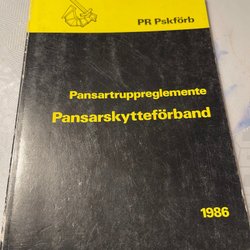 PR Pskförb
Pansartruppreglemente
Pansarskytteförband
1986